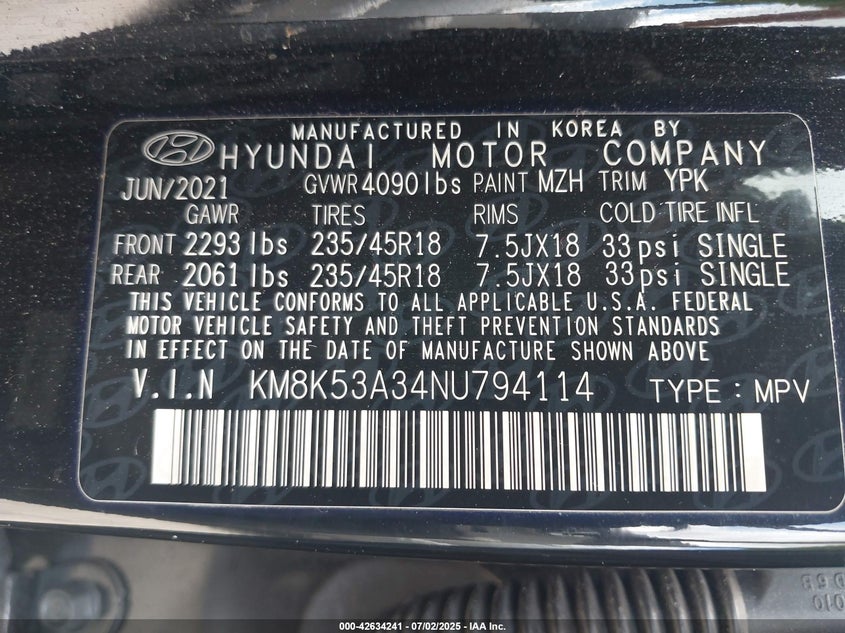 MANUFACTURED IN KOREA BY
HYUNDAI MOTOR COMPANY
JUN/2021 GVWR 4090 lbs PAINT MZH TRIM YPK
GAWR TIRES RIMS COLD TIRE INFL
FRONT 2293 lbs 235/45R18 7.5JX18 33psi SINGLE
REAR 2061 lbs 235/45R18 7.5JX18 33psi SINGLE
THIS VEHICLE CONFORMS TO ALL APPLICABLE U.S.A. FEDERAL
MOTOR VEHICLE SAFETY AND THEFT PREVENTION STANDARDS
IN EFFECT ON THE DATE OF MANUFACTURE SHOWN ABOVE
V.I.N KM8K53A34NU794114 TYPE:MPV
000-42634241 - 07/02/2025 - IAA Inc.